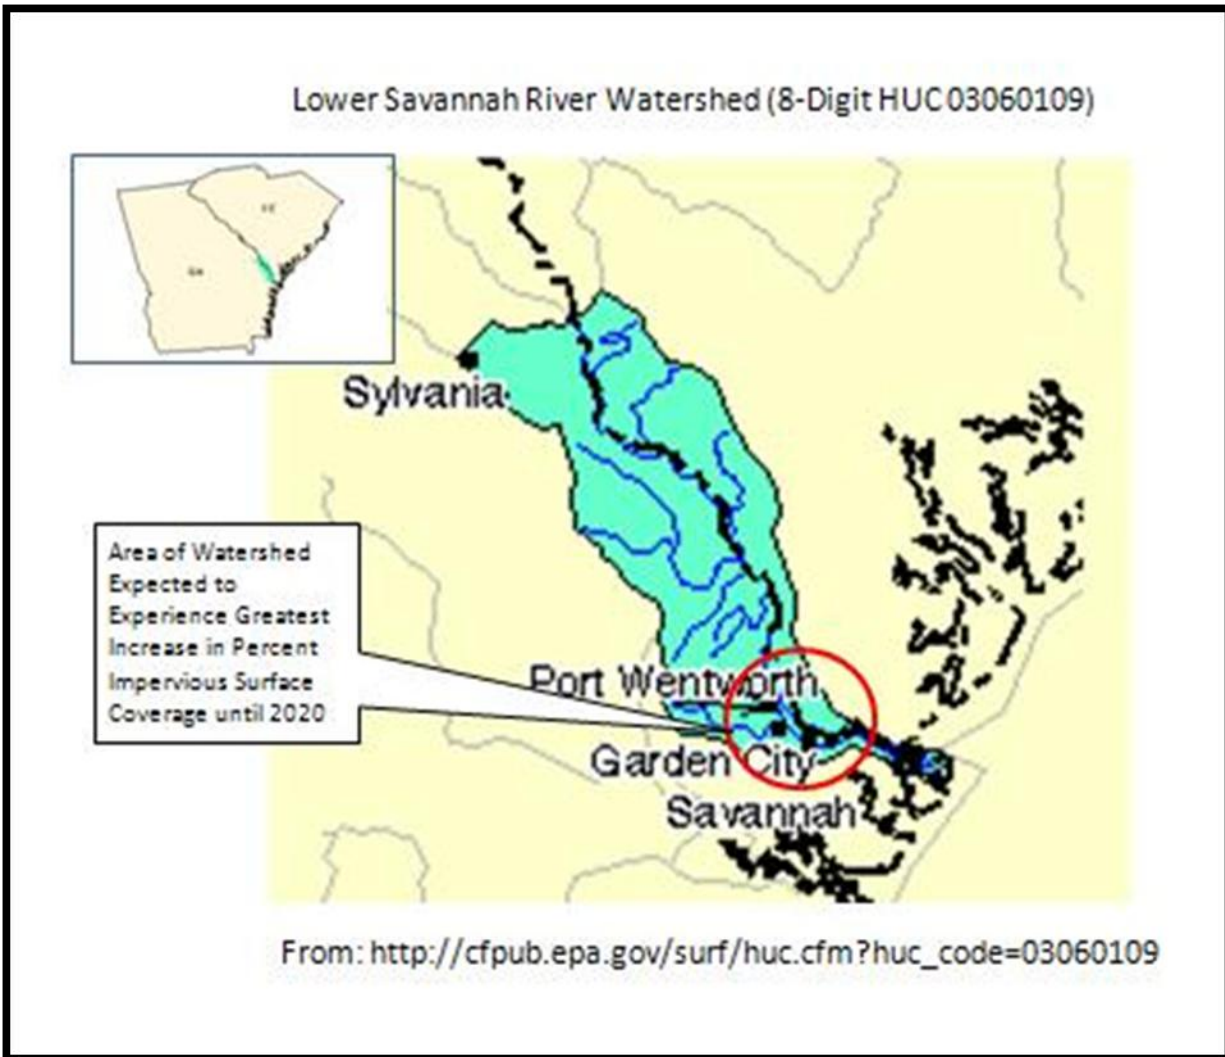 Lower Savannah River Watershed (8-Digit HUC 03060109)
GA
Sylvania
Area of Watershed
Expected to
Experience Greatest
Increase in Percent
Impervious Surface
Coverage until 2020
Port Wentworth
Garden City
Savannah
From: http://cfpub.epa.gov/surf/huc.cfm?huc_code=03060109